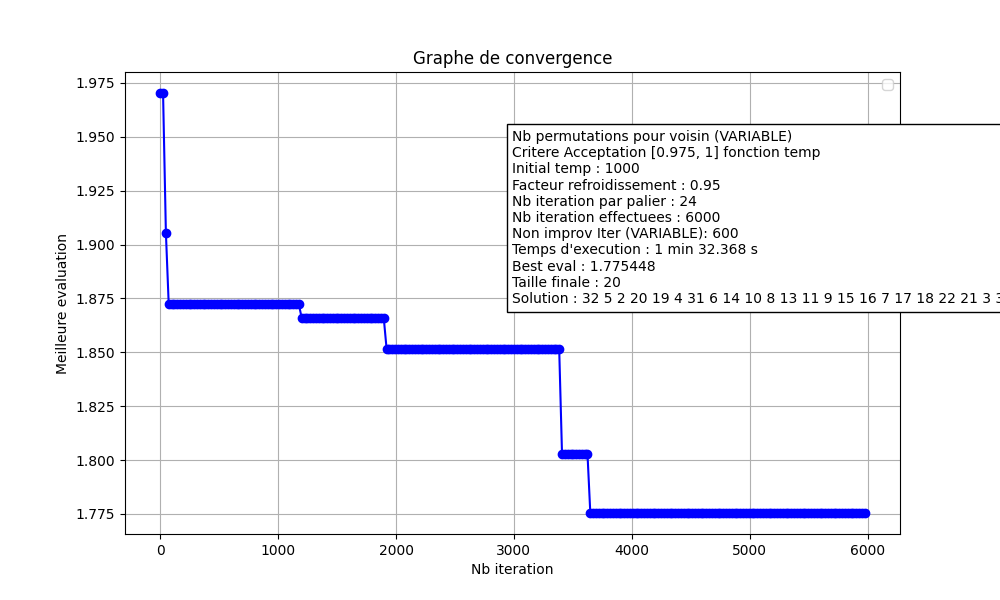 Graphe de convergence
1.975
1.950
1.925
1.900
1.875
1.850
1.825
1.800
1.775
Meilleure evaluation
Nb permutations pour voisin (VARIABLE)
Critere Acceptation [0.975, 1] fonction temp
Initial temp : 1000
Facteur refroidissement : 0.95
Nb iteration par palier : 24
Nb iteration effectuees : 6000
Non improv Iter (VARIABLE): 600
Temps d'execution : 1 min 32.368 s
Best eval : 1.775448
Taille finale : 20
Solution : 32 5 2 20 19 4 31 6 14 10 8 13 11 9 15 16 7 17 18 22 21 3
0 1000 2000 3000 4000 5000 6000
Nb iteration